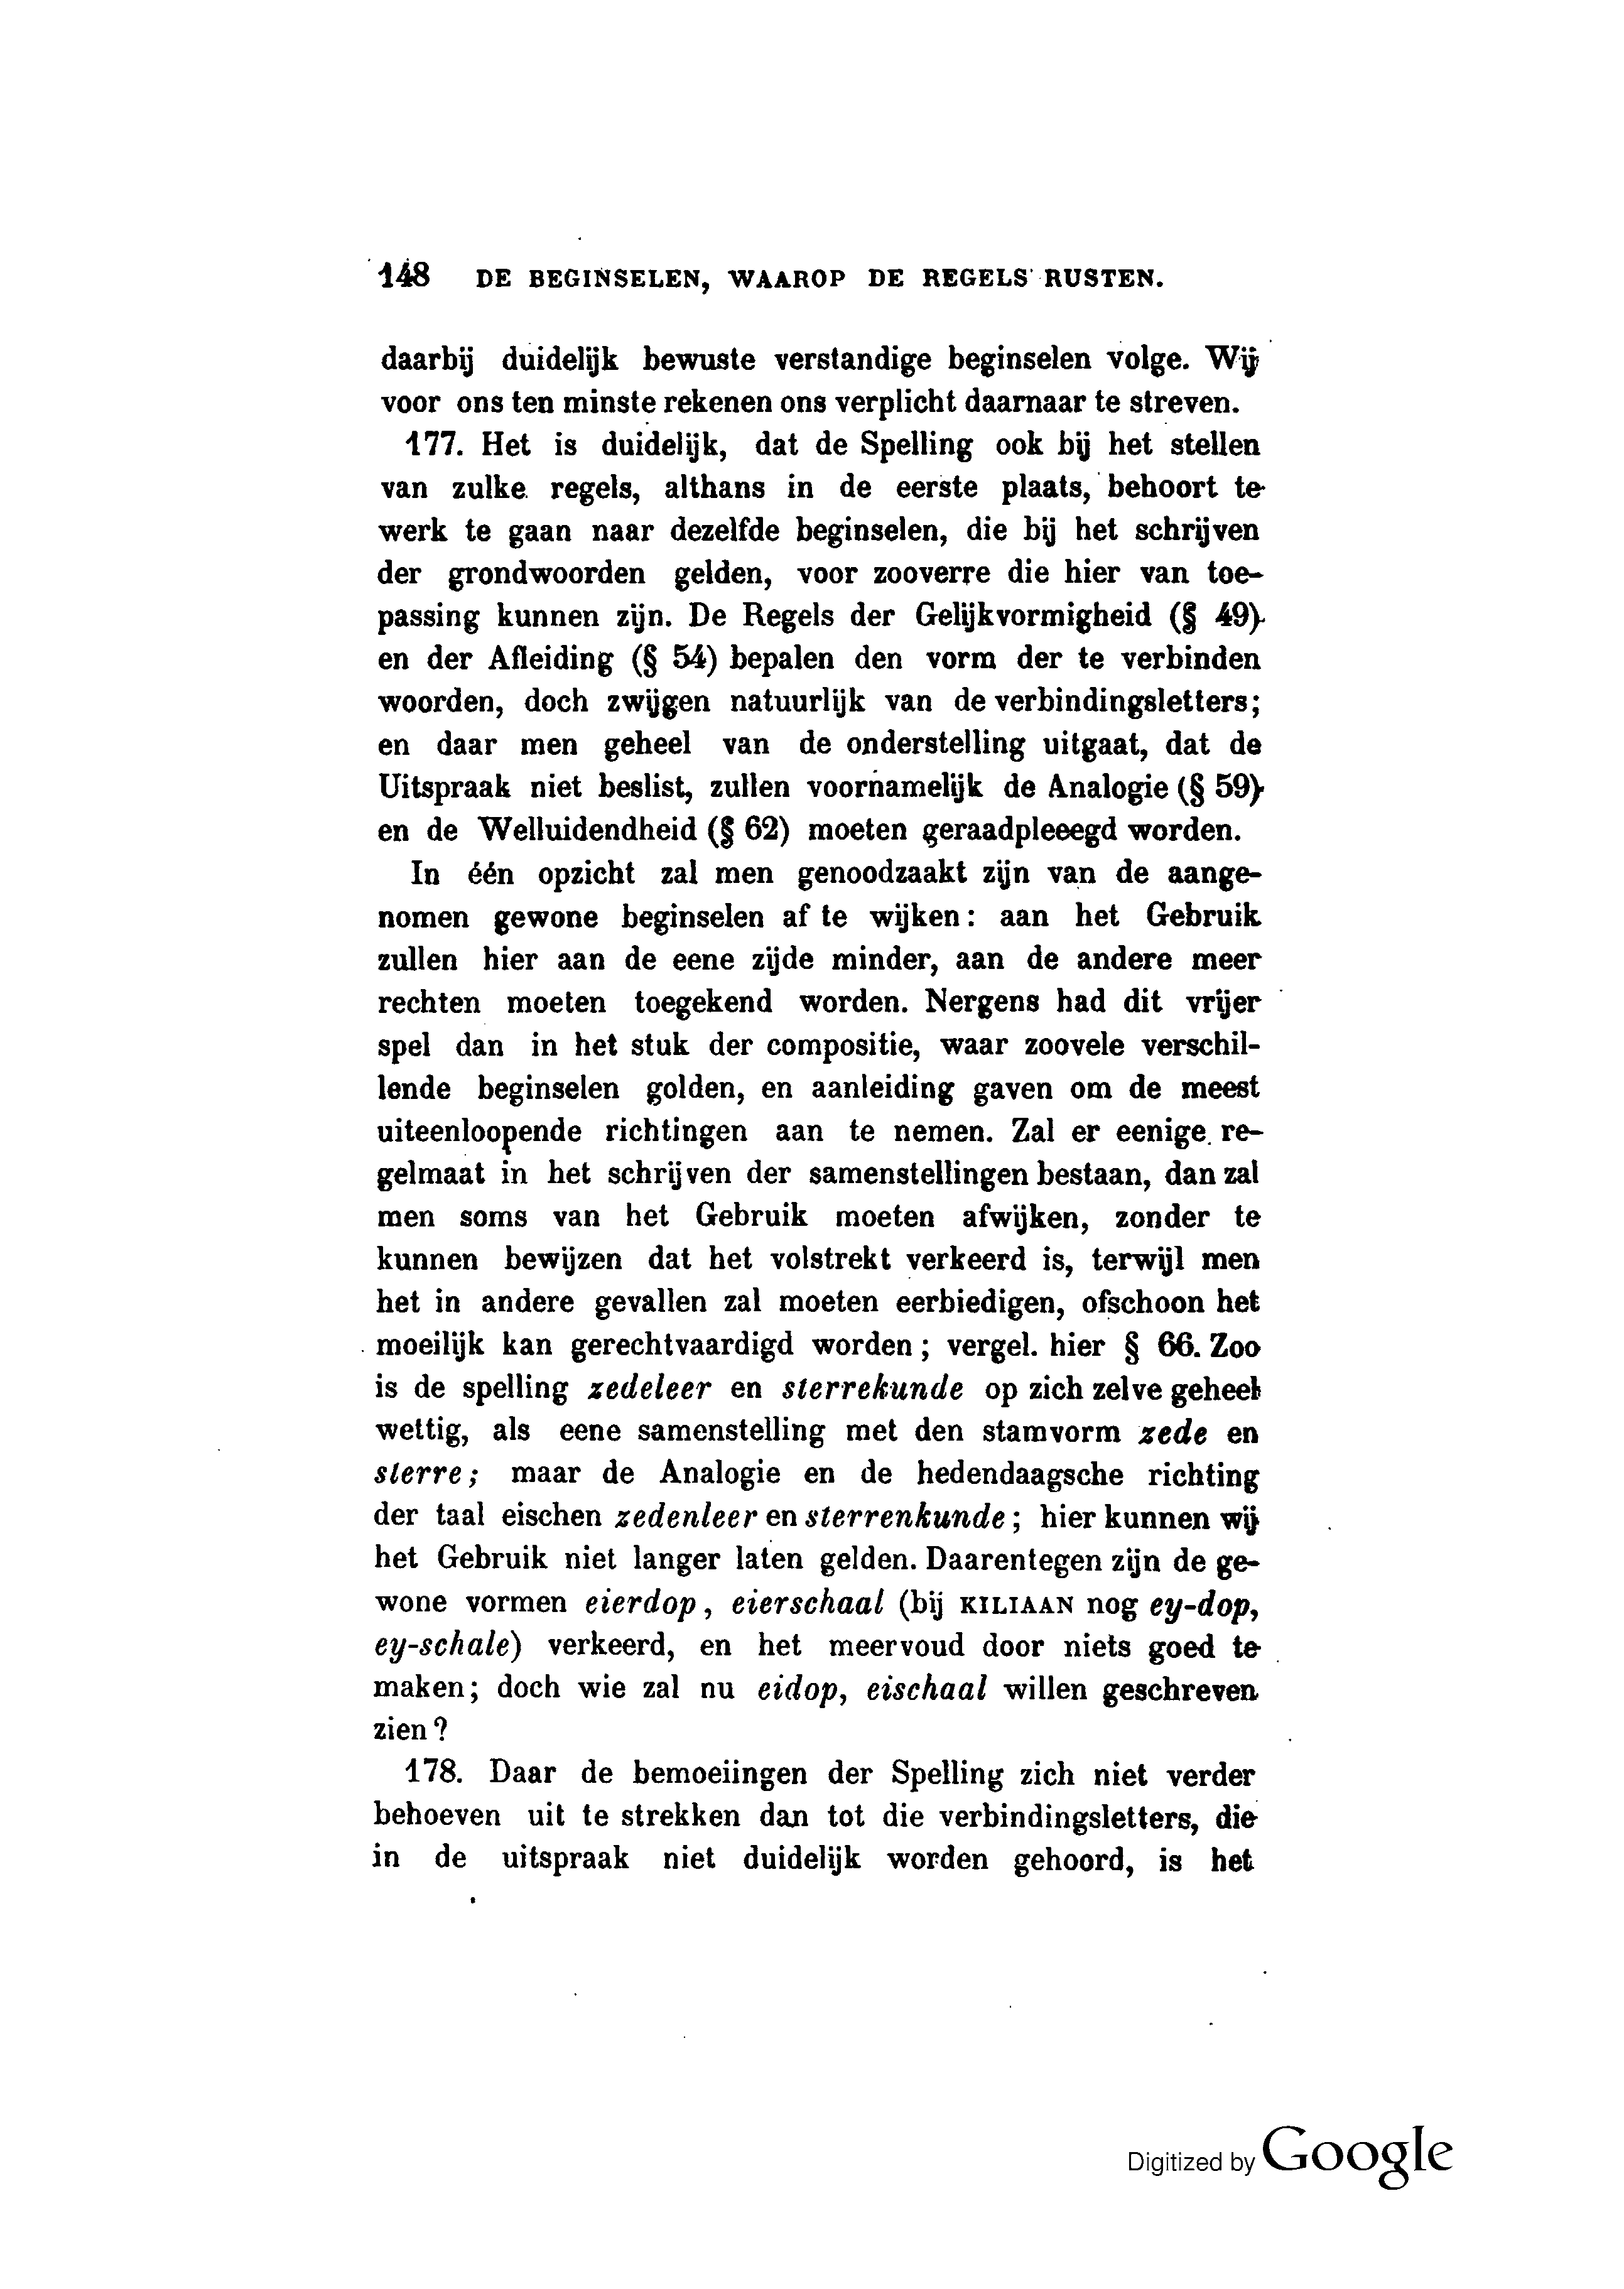 148 DE BEGINSELEN, WAAROP DE REGELS RUSTEN.
daarbij duidelijk bewuste verstandige beginselen volge. Wij
voor ons ten minste rekenen ons verplicht daarnaar te streven.
177. Het is duidelijk, dat de Spelling ook bij het stellen
van zulke regels, althans in de eerste plaats, behoort te
werk te gaan naar dezelfde beginselen, die bij het schrijven
der grondwoorden gelden, voor zooverre die hier van toe-
passing kunnen zijn. De Regels der Gelijkvormigheid (§ 49)
en der Afleiding (§ 54) bepalen den vorm der te verbinden
woorden, doch zwijgen natuurlijk van de verbindingsletters;
en daar men geheel van de onderstelling uitgaat, dat de
Uitspraak niet beslist, zullen voornamelijk de Analogie (§ 59)
en de Welluidendheid (§ 62) moeten geraadpleeegd worden.
In één opzicht zal men genoodzaakt zijn van de aange-
nomen gewone beginselen af te wijken: aan het Gebruik
zullen hier aan de eene zijde minder, aan de andere meer
rechten moeten toegekend worden. Nergens had dit vrijer
spel dan in het stuk der compositie, waar zoovele verschil-
lende beginselen golden, en aanleiding gaven om de meest
uiteenloopende richtingen aan te nemen. Zal er eenige re-
gelmaat in het schrijven der samenstellingen bestaan, dan zal
men soms van het Gebruik moeten afwijken, zonder te
kunnen bewijzen dat het volstrekt verkeerd is, terwijl men
het in andere gevallen zal moeten eerbiedigen, ofschoon het
moeilijk kan gerechtvaardigd worden; vergel. hier § 66. Zoo
is de spelling zedeleer en sterrekunde op zich zelve geheel
wettig, als eene samenstelling met den stamvorm zede en
sterre; maar de Analogie en de hedendaagsche richting
der taal eischen zedenleer en sterrenkunde; hier kunnen wij
het Gebruik niet langer laten gelden. Daarentegen zijn de ge-
wone vormen eierdop, eierschaal (bij KILIAAN nog ey-dop,
ey-schale) verkeerd, en het meervoud door niets goed te
maken; doch wie zal nu eidop, eischaal willen geschreven
zien?
178. Daar de bemoeiingen der Spelling zich niet verder
behoeven uit te strekken dan tot die verbindingsletters, die
in de uitspraak niet duidelijk worden gehoord, is het
Digitized by Google